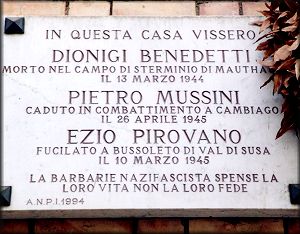 IN QUESTA CASA VISSERO
DIONIGI BENEDETTI
MORTO NEL CAMPO DI STERMINIO DI MAUTHA
IL 13 MARZO 1944
PIETRO MUSSINI
CADUTO IN COMBATTIMENTO A CAMBIAGO
IL 26 APRILE 1945
EZIO PIROVANO
FUCILATO A BUSSOLETO DI VAL DI SUSA
IL 10 MARZO 1945
LA BARBARIE NAZIFASCISTA SPENSE LA
LORO VITA NON LA LORO FEDE
A.N.P.I. 1994